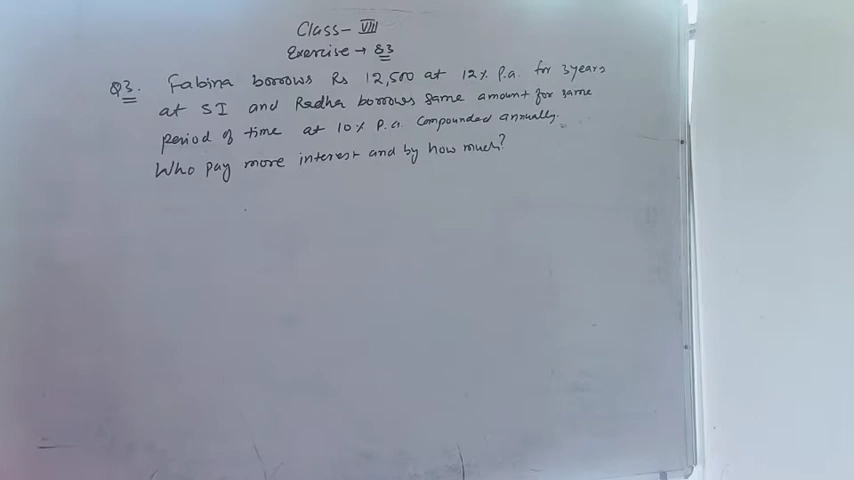 Class - VIII
Exercise → 8.3
Q3. Fabina borrows Rs 12,500 at 12% P.a. for 3 years
at SI and Radha borrows same amount for same
period of time at 10% P.a. Compounded annually.
Who pay more interest and by how much?